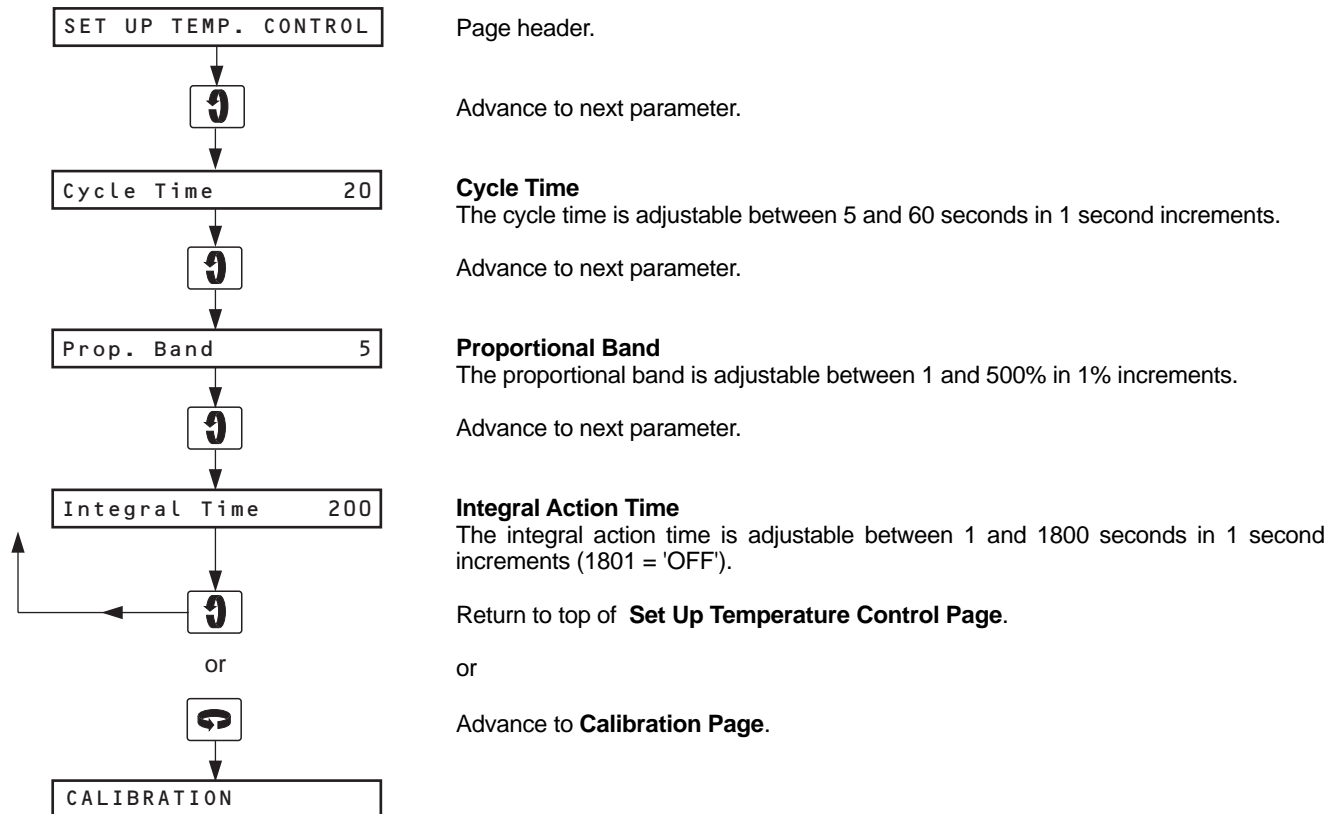 SET UP TEMP. CONTROL
Page header.
Advance to next parameter.
Cycle Time 20
Cycle Time
The cycle time is adjustable between 5 and 60 seconds in 1 second increments.
Advance to next parameter.
Prop. Band 5
Proportional Band
The proportional band is adjustable between 1 and 500% in 1% increments.
Advance to next parameter.
Integral Time 200
Integral Action Time
The integral action time is adjustable between 1 and 1800 seconds in 1 second
increments (1801 = 'OFF').
Return to top of Set Up Temperature Control Page.
or
or
Advance to Calibration Page.
CALIBRATION